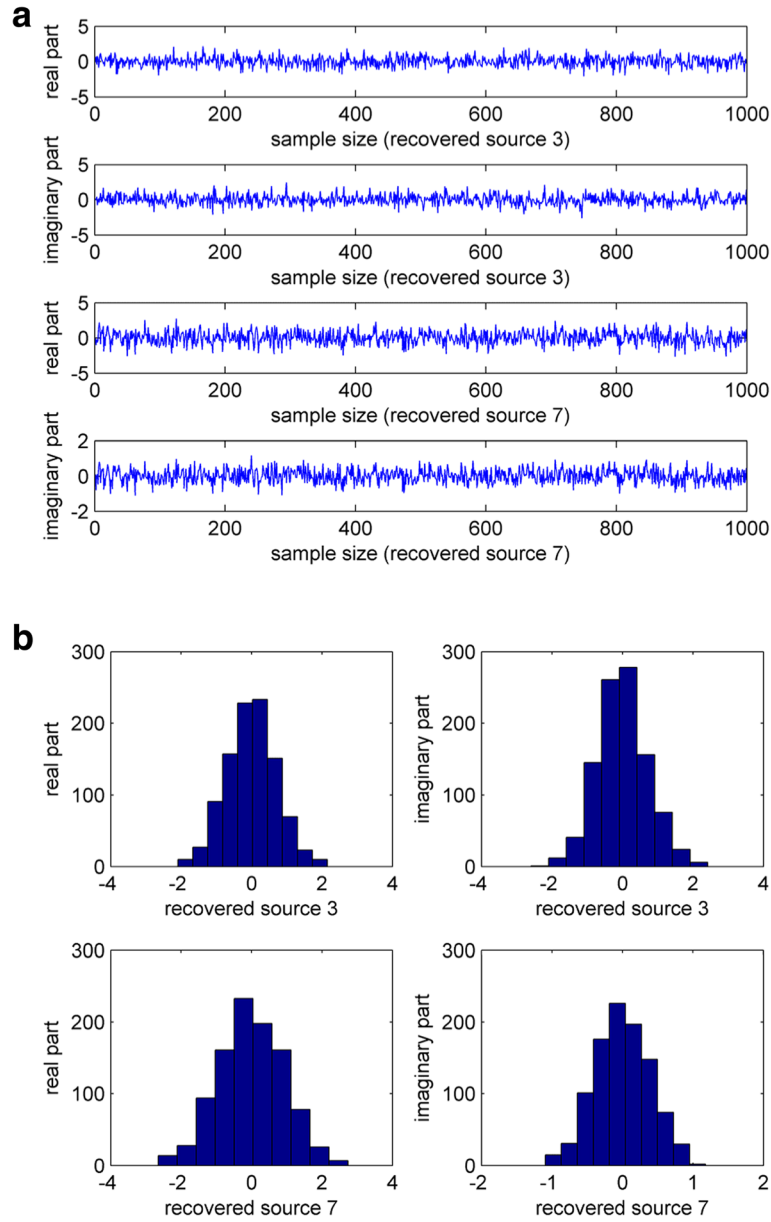 a
real part
5
0
-5
0 200 400 600 800 1000
sample size (recovered source 3)
imaginary part
5
0
-5
0 200 400 600 800 1000
sample size (recovered source 3)
real part
5
0
-5
0 200 400 600 800 1000
sample size (recovered source 7)
imaginary part
2
0
-2
0 200 400 600 800 1000
sample size (recovered source 7)
b
real part
300
200
100
0
-4 -2 0 2 4
recovered source 3
imaginary part
300
200
100
0
-4 -2 0 2 4
recovered source 3
real part
300
200
100
0
-4 -2 0 2 4
recovered source 7
imaginary part
300
200
100
0
-2 -1 0 1 2
recovered source 7